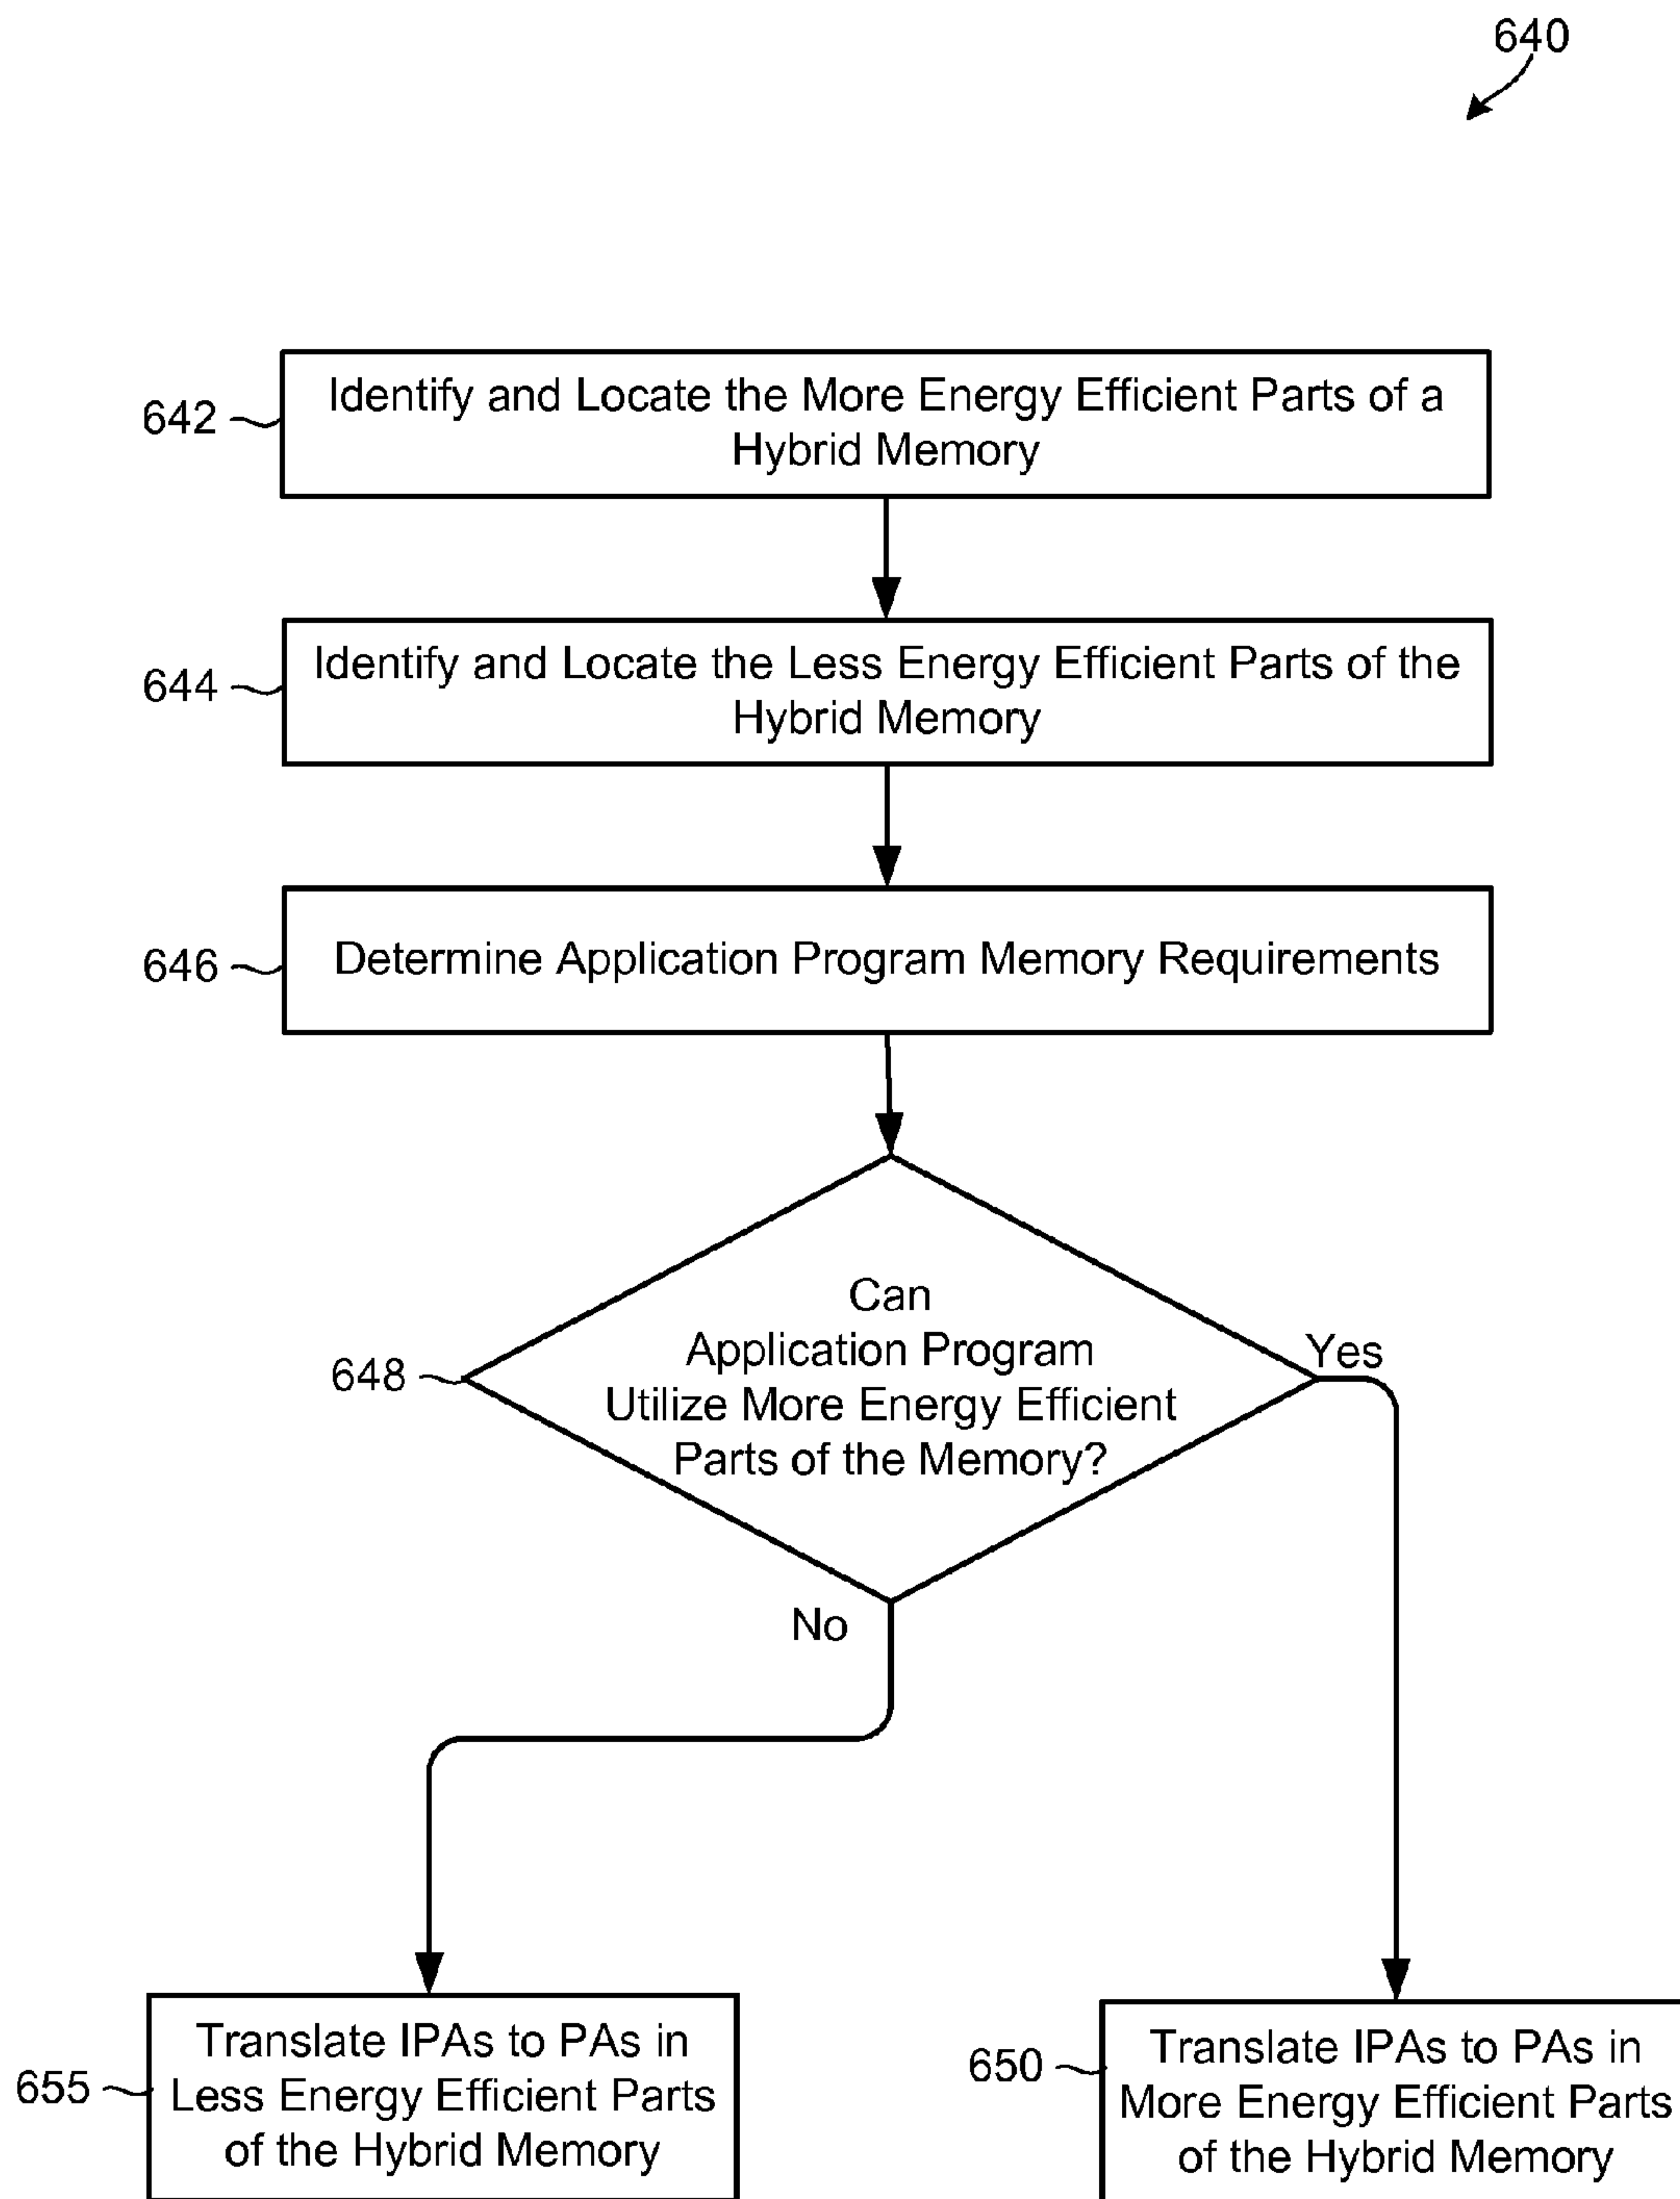 640
642
Identify and Locate the More Energy Efficient Parts of a
Hybrid Memory
644
Identify and Locate the Less Energy Efficient Parts of the
Hybrid Memory
646
Determine Application Program Memory Requirements
648
Can
Application Program
Utilize More Energy Efficient
Parts of the Memory?
Yes
No
655
Translate IPAs to PAs in
Less Energy Efficient Parts
of the Hybrid Memory
650
Translate IPAs to PAs in
More Energy Efficient Parts
of the Hybrid Memory